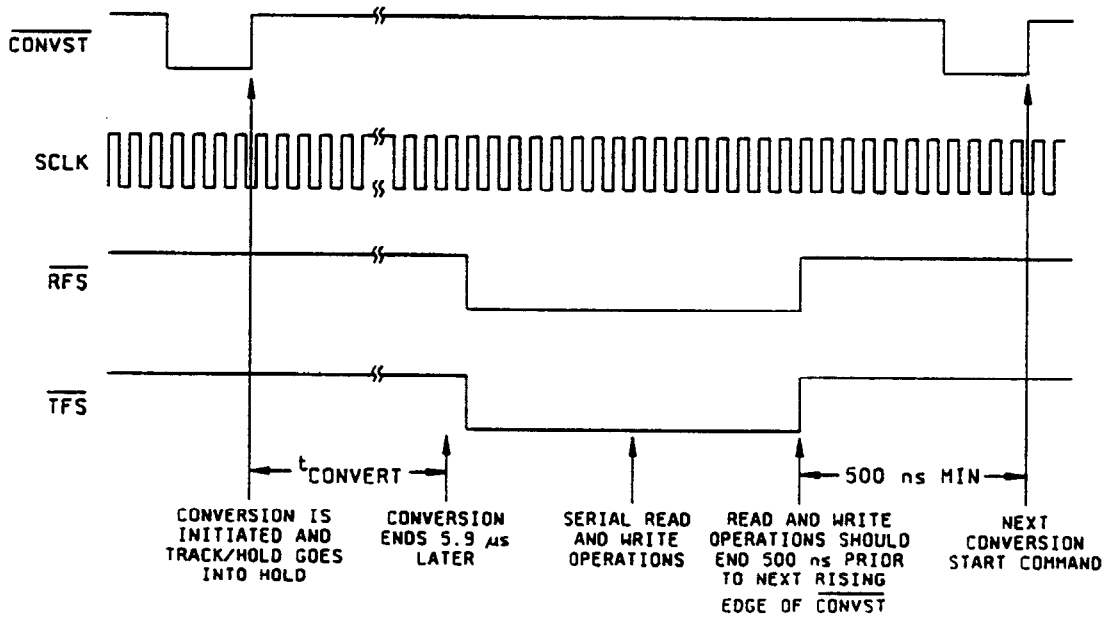 CONVST
SCLK
RFS
TFS
tCONVERT
500 ns MIN
CONVERSION IS
INITIATED AND
TRACK/HOLD GOES
INTO HOLD
CONVERSION
ENDS 5.9 µs
LATER
SERIAL READ
AND WRITE
OPERATIONS
READ AND WRITE
OPERATIONS SHOULD
END 500 ns PRIOR
TO NEXT RISING
EDGE OF CONVST
NEXT
CONVERSION
START COMMAND